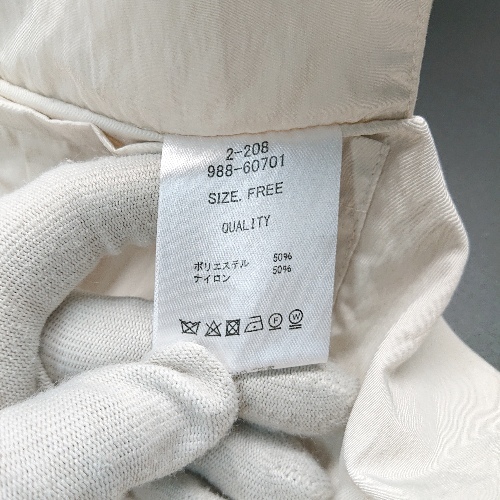 2-208
988-60701
SIZE. FREE
QUALITY
ポリエステル 50%
ナイロン 50%
F W